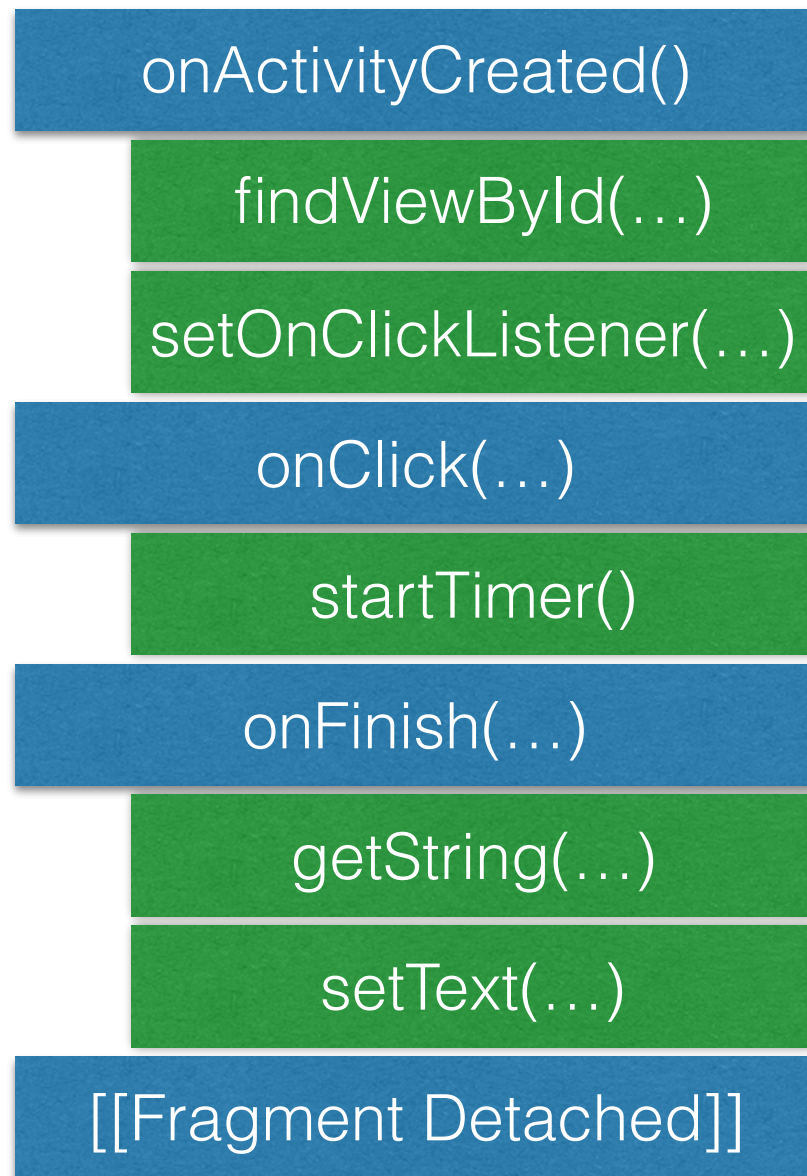 onActivityCreated()
findViewById(…)
setOnClickListener(…)
onClick(…)
startTimer()
onFinish(…)
getString(…)
setText(…)
[[Fragment Detached]]